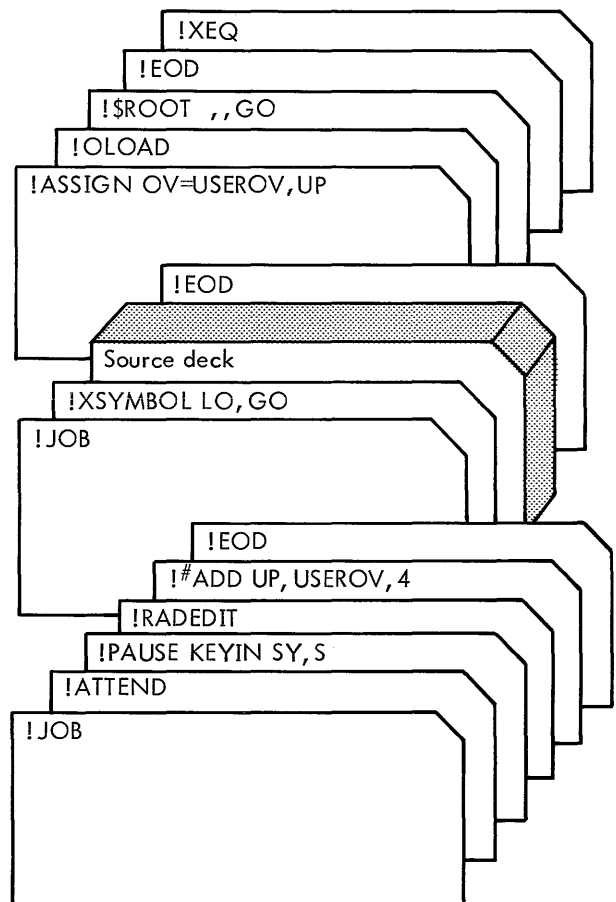 !XEQ
!EOD
!$ROOT ,,GO
!OLOAD
!ASSIGN OV=USEROV,UP
!EOD
Source deck
!XSYMBOL LO,GO
!JOB
!EOD
!#ADD UP,USEROV,4
!RADEDIT
!PAUSE KEYIN SY,S
!ATTEND
!JOB